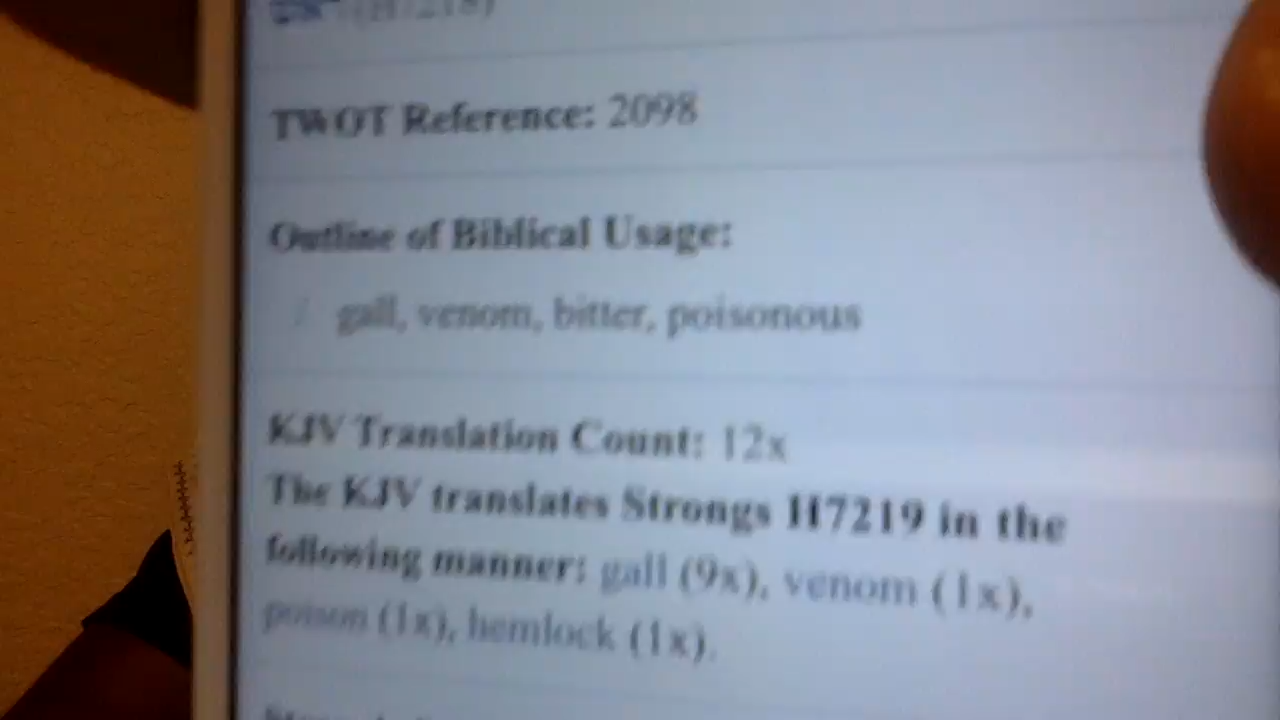 (H7218)
TWOT Reference: 2098
Outline of Biblical Usage:
gall, venom, bitter, poisonous
KJV Translation Count: 12x
The KJV translates Strongs H7219 in the
following manner: gall (9x), venom (1x),
poison (1x), hemlock (1x).